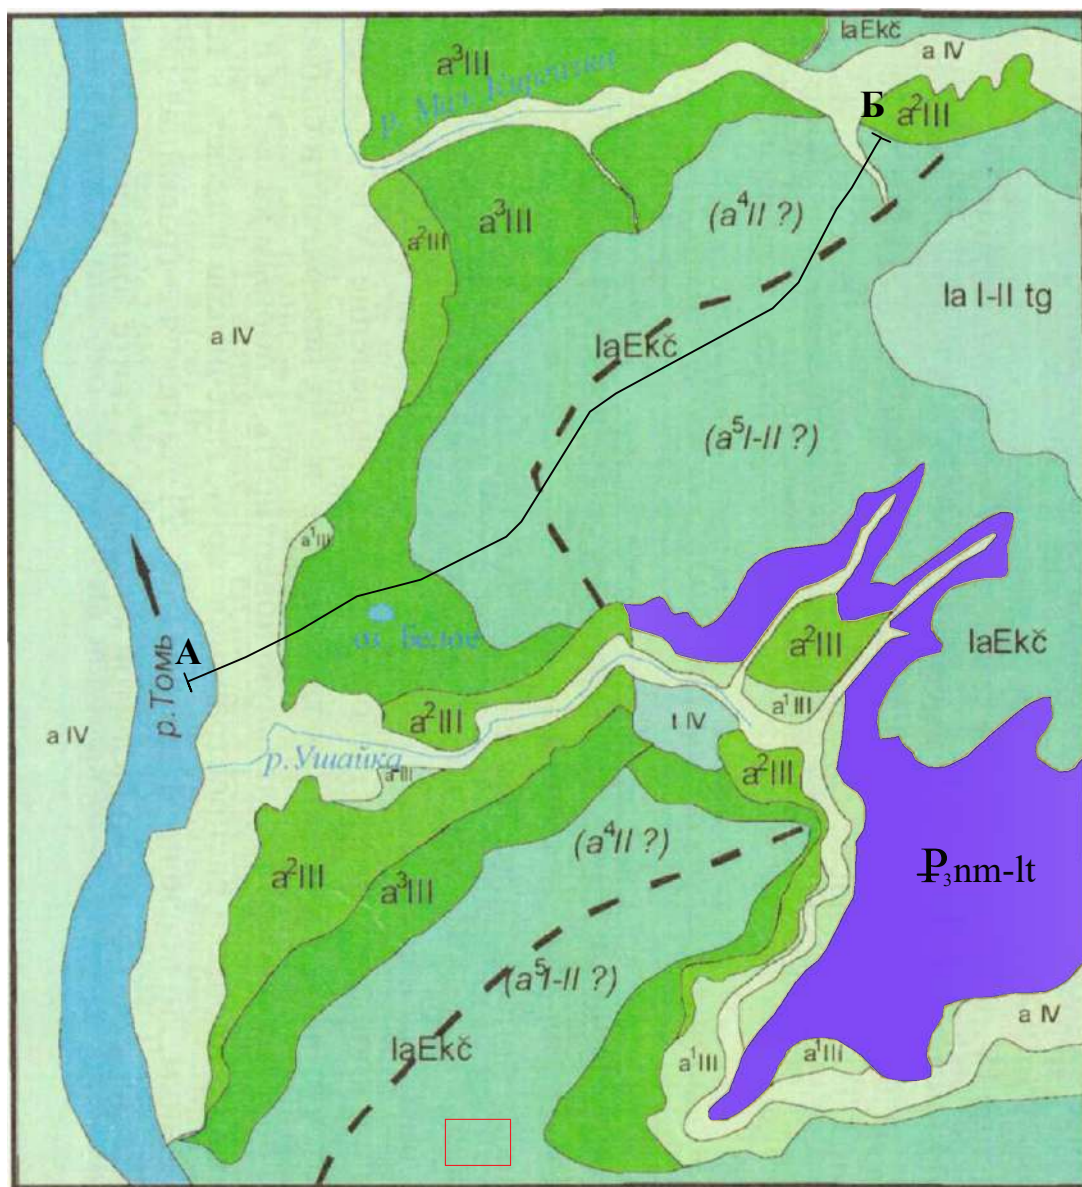 laEkč
a IV
a³III
р. Мал. Киргизка
Б
a²III
a³III
(a⁴II ?)
a²III
la I-II tg
a IV
laEkč
(a⁵I-II ?)
a¹III
оз. Белое
А
a²III
laEkč
р.Томь
a¹III
a²III
t IV
a IV
р.Ушайка
a²III
(a⁴II ?)
Ꝑ₃nm-lt
a²III
a³III
(a⁵I-II ?)
a IV
laEkč
a¹III
a¹III